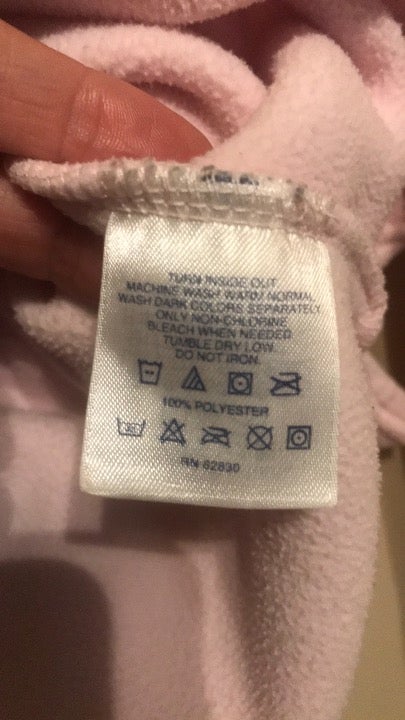 TURN INSIDE OUT
MACHINE WASH WARM NORMAL
WASH DARK COLORS SEPARATELY
ONLY NON-CHLORINE
BLEACH WHEN NEEDED
TUMBLE DRY LOW
DO NOT IRON.
100% POLYESTER
RN 62830